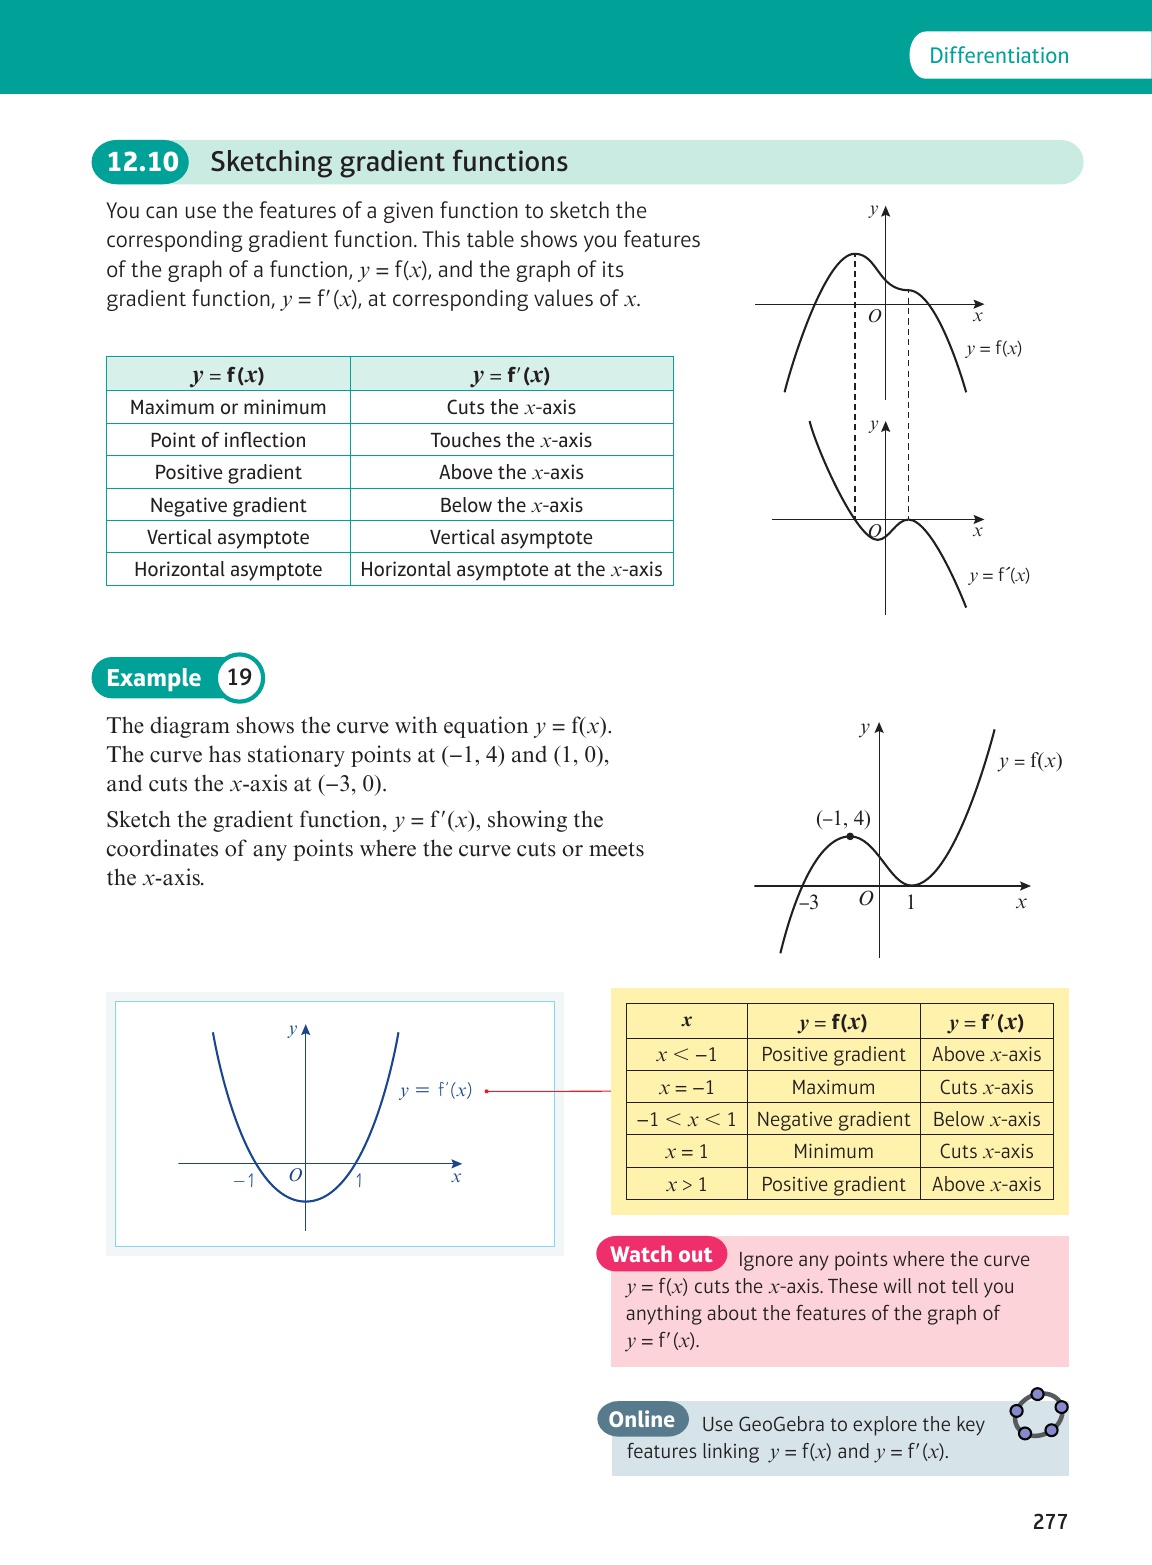 Differentiation
12.10 Sketching gradient functions
You can use the features of a given function to sketch the
corresponding gradient function. This table shows you features
of the graph of a function, y = f(x), and the graph of its
gradient function, y = f′(x), at corresponding values of x.
y
O
x
y = f(x)
y
O
x
y = f′(x)
y = f(x) y = f′(x)
Maximum or minimum Cuts the x-axis
Point of inflection Touches the x-axis
Positive gradient Above the x-axis
Negative gradient Below the x-axis
Vertical asymptote Vertical asymptote
Horizontal asymptote Horizontal asymptote at the x-axis
Example 19
The diagram shows the curve with equation y = f(x).
The curve has stationary points at (−1, 4) and (1, 0),
and cuts the x-axis at (−3, 0).
Sketch the gradient function, y = f′(x), showing the
coordinates of any points where the curve cuts or meets
the x-axis.
y
y = f(x)
(–1, 4)
–3 O 1 x
y
y = f′(x)
−1 O 1 x
x y = f(x) y = f′(x)
x < −1 Positive gradient Above x-axis
x = −1 Maximum Cuts x-axis
−1 < x < 1 Negative gradient Below x-axis
x = 1 Minimum Cuts x-axis
x > 1 Positive gradient Above x-axis
Watch out Ignore any points where the curve
y = f(x) cuts the x-axis. These will not tell you
anything about the features of the graph of
y = f′(x).
Online Use GeoGebra to explore the key
features linking y = f(x) and y = f′(x).
277